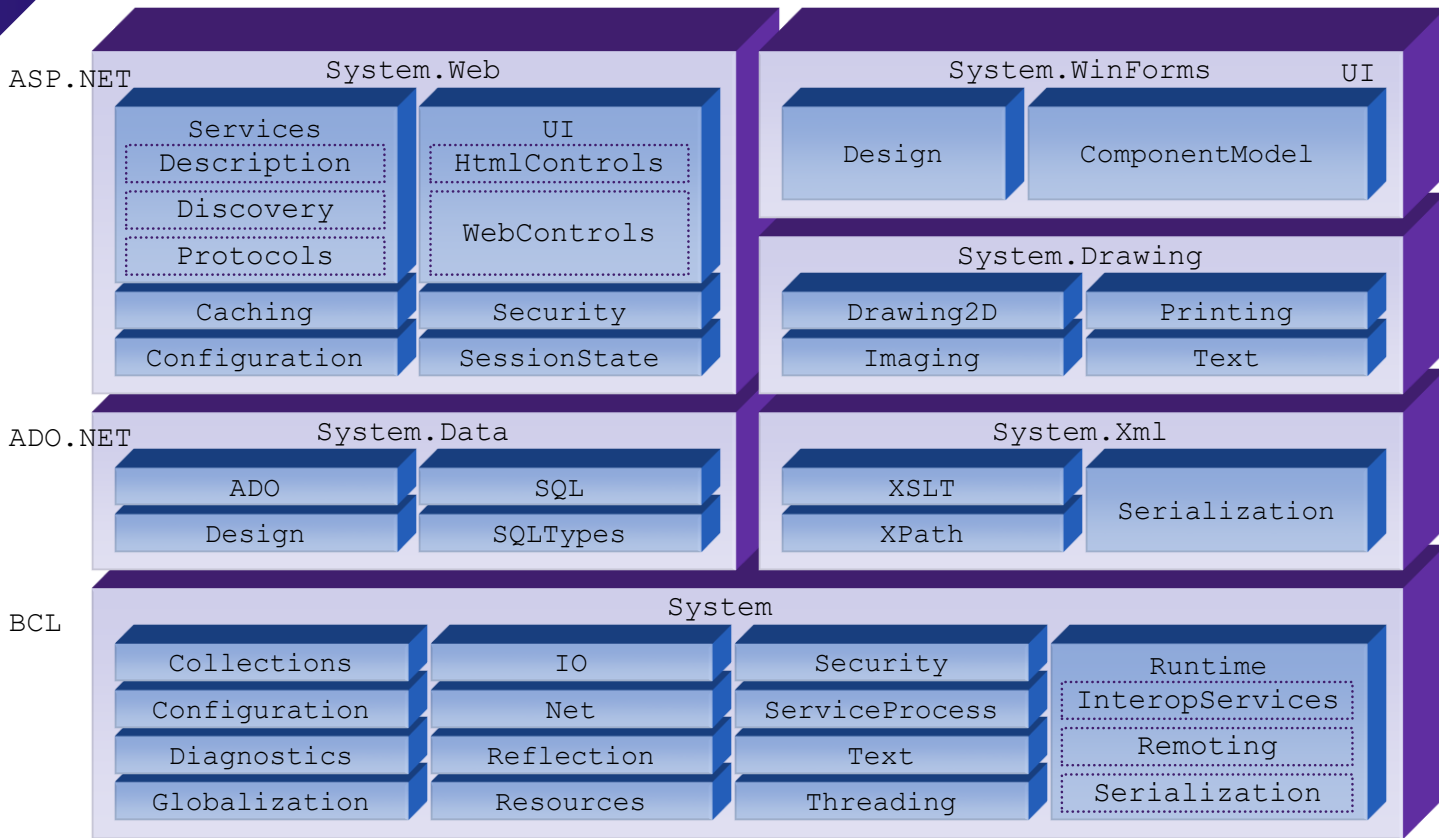 ASP.NET
System.Web
Services
Description
Discovery
Protocols
UI
HtmlControls
WebControls
Caching
Security
Configuration
SessionState
System.WinForms
UI
Design
ComponentModel
System.Drawing
Drawing2D
Printing
Imaging
Text
ADO.NET
System.Data
ADO
SQL
Design
SQLTypes
System.Xml
XSLT
XPath
Serialization
BCL
System
Collections
Configuration
Diagnostics
Globalization
IO
Net
Reflection
Resources
Security
ServiceProcess
Text
Threading
Runtime
InteropServices
Remoting
Serialization